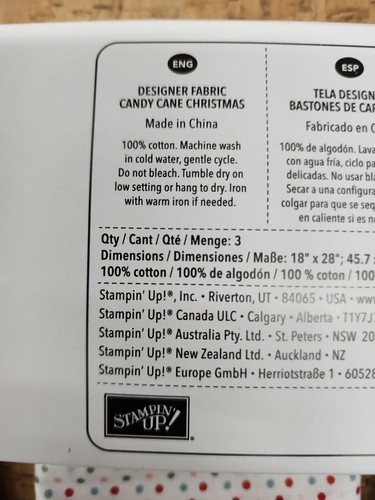 ENG
DESIGNER FABRIC
CANDY CANE CHRISTMAS
Made in China
100% cotton. Machine wash
in cold water, gentle cycle.
Do not bleach. Tumble dry on
low setting or hang to dry. Iron
with warm iron if needed.
ESP
TELA DESIGN
BASTONES DE CAR
Fabricado en C
100% de algodón. Lava
con agua fría, ciclo pa
delicadas. No usar bla
Secar a una configura
colgar para que se seq
en caliente si es n
Qty / Cant / Qté / Menge: 3
Dimensions / Dimensiones / Maße: 18" x 28"; 45.7
100% cotton / 100% de algodón / 100 % coton / 100
Stampin' Up!®, Inc. • Riverton, UT • 84065 • USA • www
Stampin' Up!® Canada ULC • Calgary • Alberta • T1Y7J
Stampin' Up!® Australia Pty. Ltd. • St. Peters • NSW 20
Stampin' Up!® New Zealand Ltd. • Auckland • NZ
Stampin' Up!® Europe GmbH • Herriotstraße 1 • 60528
STAMPIN'
UP!®